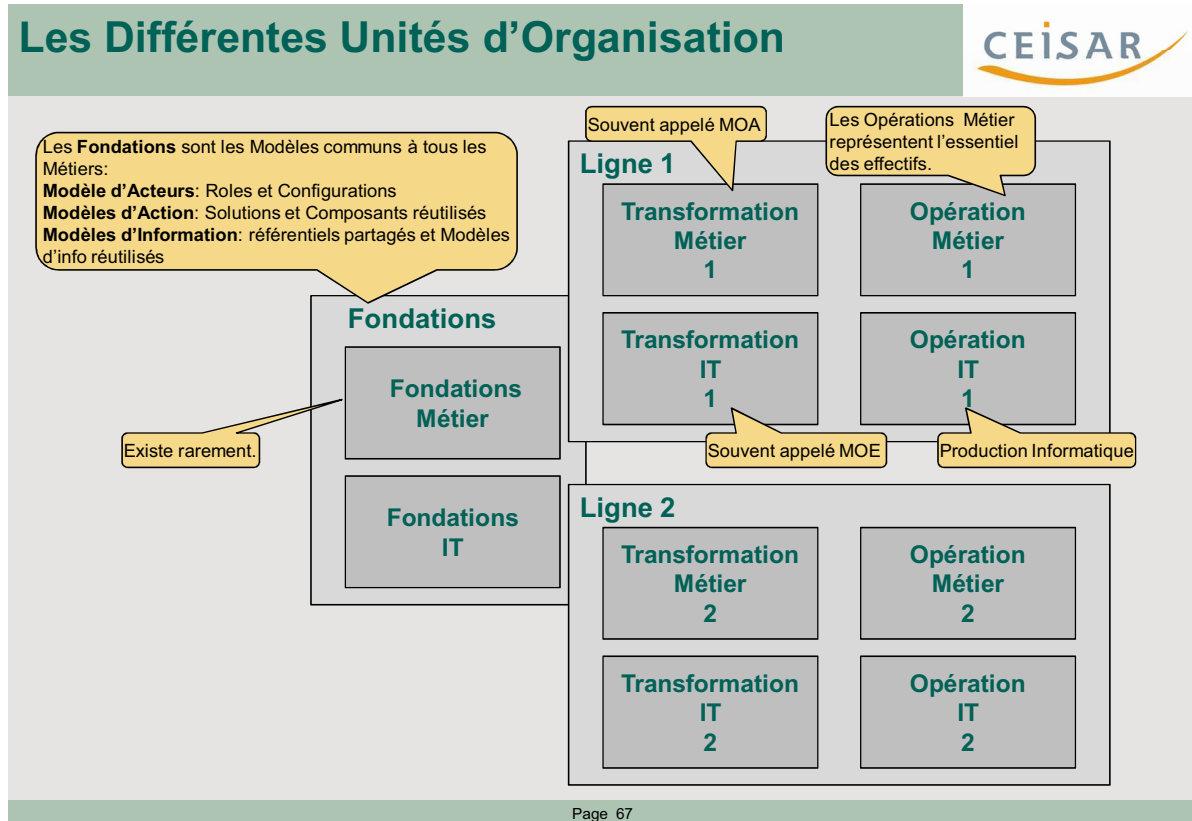 Les Différentes Unités d’Organisation
CEISAR
Les Fondations sont les Modèles communs à tous les
Métiers:
Modèle d’Acteurs: Roles et Configurations
Modèles d’Action: Solutions et Composants réutilisés
Modèles d’Information: référentiels partagés et Modèles
d’info réutilisés
Fondations
Fondations
Métier
Existe rarement.
Fondations
IT
Souvent appelé MOA
Les Opérations Métier
représentent l’essentiel
des effectifs.
Ligne 1
Transformation
Métier
1
Opération
Métier
1
Transformation
IT
1
Opération
IT
1
Souvent appelé MOE
Production Informatique
Ligne 2
Transformation
Métier
2
Opération
Métier
2
Transformation
IT
2
Opération
IT
2
Page 67